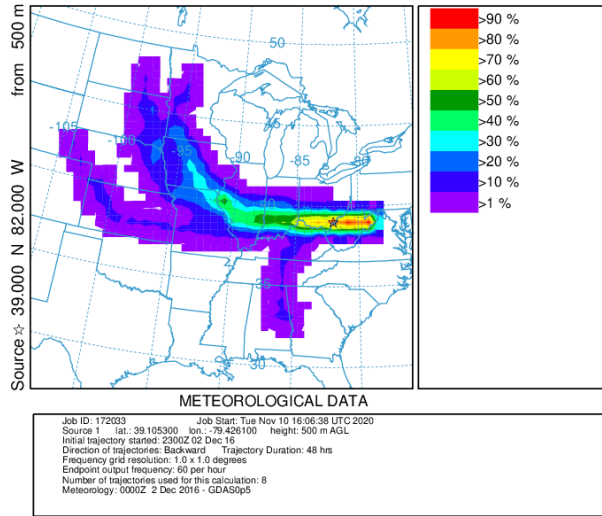 Source ☆ 39.000 N 82.000 W from 500 m
50
45
-105
-100
-95
-90
-85
-80
35
30
>90 %
>80 %
>70 %
>60 %
>50 %
>40 %
>30 %
>20 %
>10 %
>1 %
METEOROLOGICAL DATA
Job ID: 172033 Job Start: Tue Nov 10 16:06:38 UTC 2020
Source 1 lat.: 39.105300 lon.: -79.426100 height: 500 m AGL
Initial trajectory started: 2300Z 02 Dec 16
Direction of trajectories: Backward Trajectory Duration: 48 hrs
Frequency grid resolution: 1.0 x 1.0 degrees
Endpoint output frequency: 60 per hour
Number of trajectories used for this calculation: 8
Meteorology: 0000Z 2 Dec 2016 - GDAS0p5